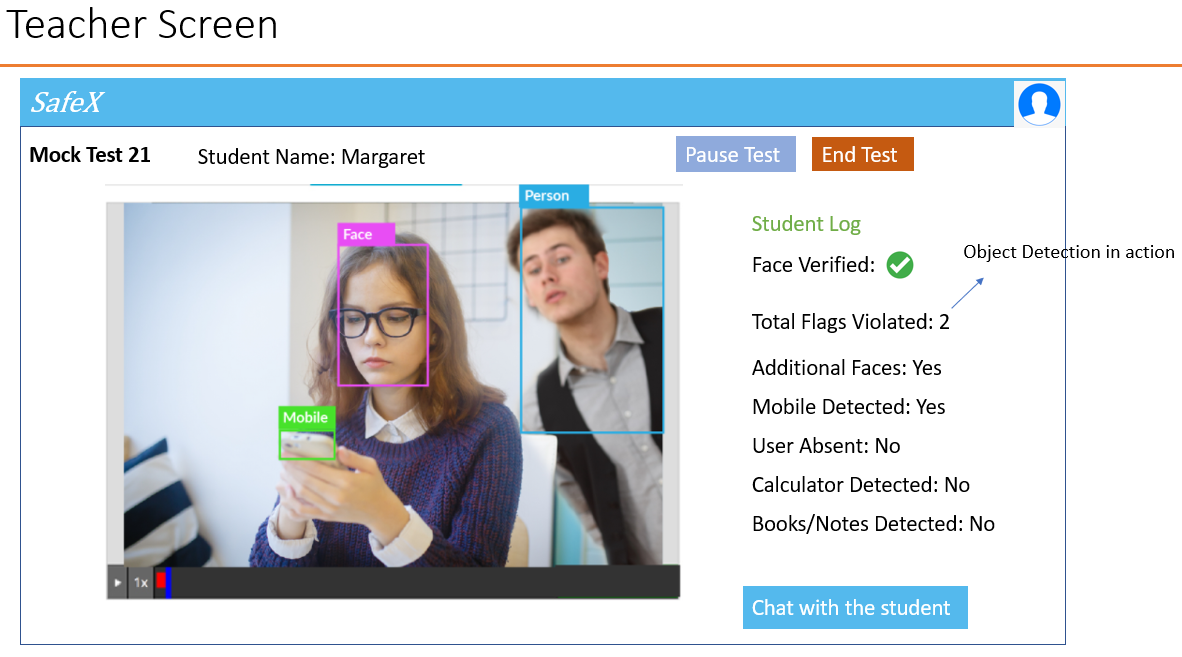 Teacher Screen
SafeX
Mock Test 21
Student Name: Margaret
Pause Test
End Test
Person
Face
Mobile
1x
Student Log
Face Verified:
Object Detection in action
Total Flags Violated: 2
Additional Faces: Yes
Mobile Detected: Yes
User Absent: No
Calculator Detected: No
Books/Notes Detected: No
Chat with the student